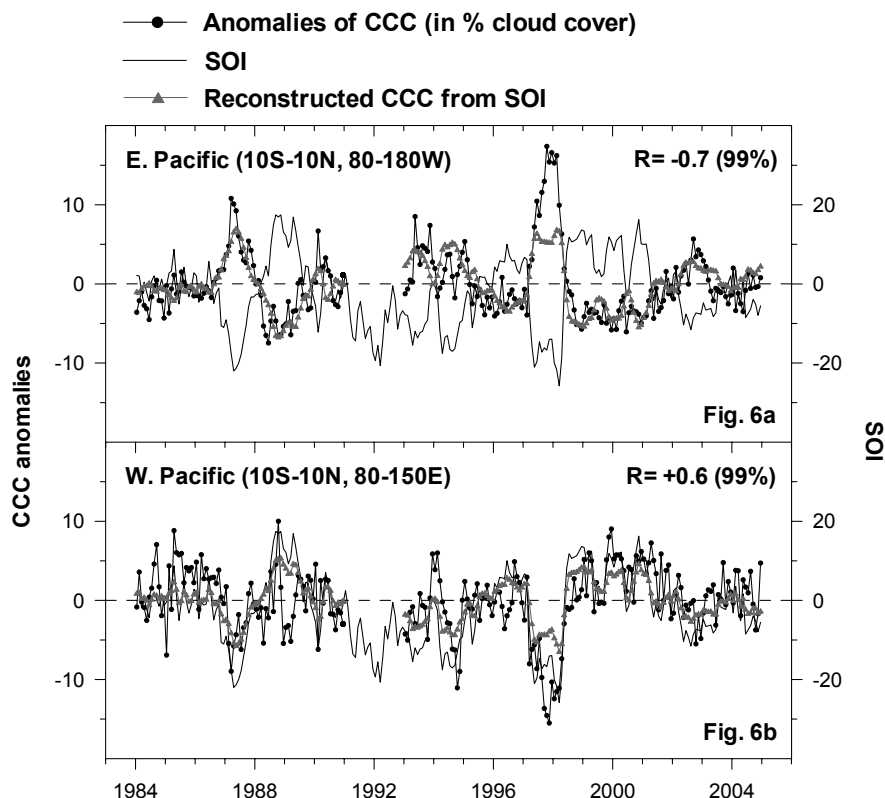 Anomalies of CCC (in % cloud cover)
SOI
Reconstructed CCC from SOI
E. Pacific (10S-10N, 80-180W)
R= -0.7 (99%)
10
0
-10
20
0
-20
Fig. 6a
CCC anomalies
SOI
W. Pacific (10S-10N, 80-150E)
R= +0.6 (99%)
10
0
-10
20
0
-20
Fig. 6b
1984 1988 1992 1996 2000 2004